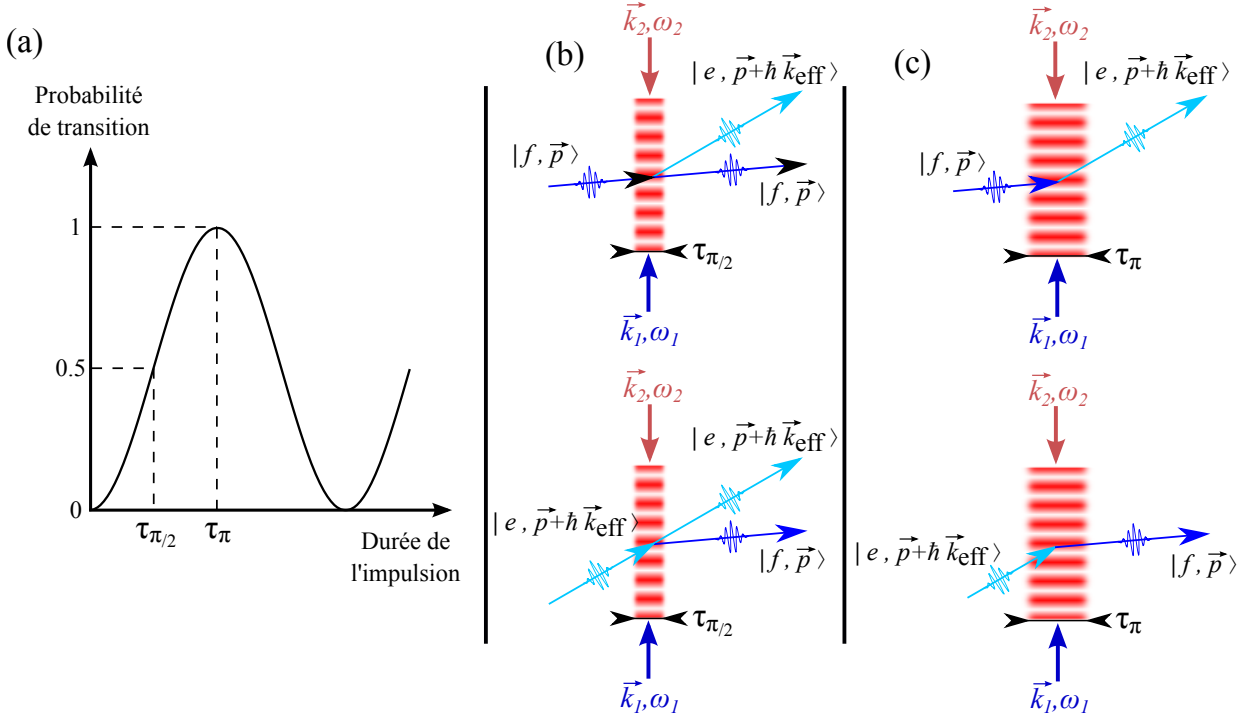 (a)
Probabilité
de transition
1
0.5
0
τπ/2
τπ
Durée de
l'impulsion
(b)
k2,ω2
| e , p+ħ keff ⟩
| f, p ⟩
| f, p ⟩
τπ/2
k1,ω1
k2,ω2
| e , p+ħ keff ⟩
| e , p+ħ keff ⟩
| f, p ⟩
τπ/2
k1,ω1
(c)
k2,ω2
| e , p+ħ keff ⟩
| f, p ⟩
τπ
k1,ω1
k2,ω2
| e , p+ħ keff ⟩
| f, p ⟩
τπ
k1,ω1